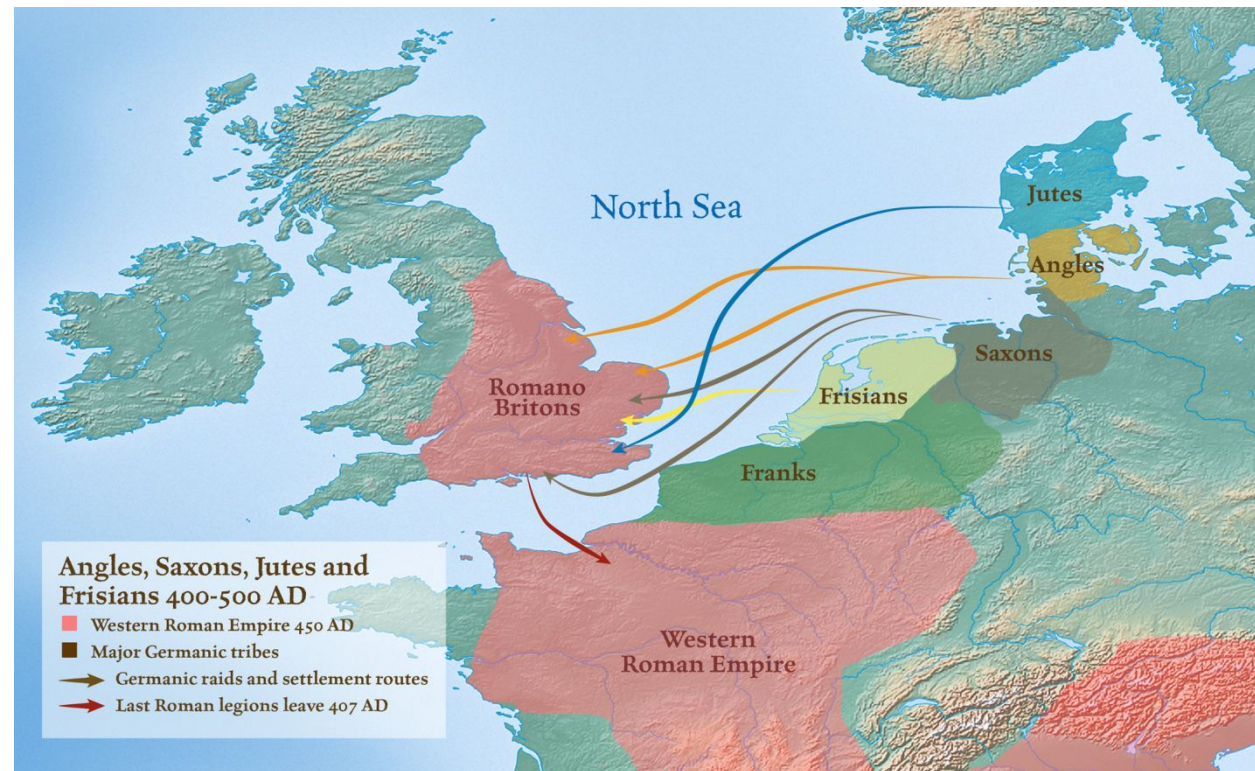 North Sea
Jutes
Angles
Saxons
Frisians
Romano
Britons
Franks
Western
Roman Empire
Angles, Saxons, Jutes and
Frisians 400-500 AD
Western Roman Empire 450 AD
Major Germanic tribes
Germanic raids and settlement routes
Last Roman legions leave 407 AD